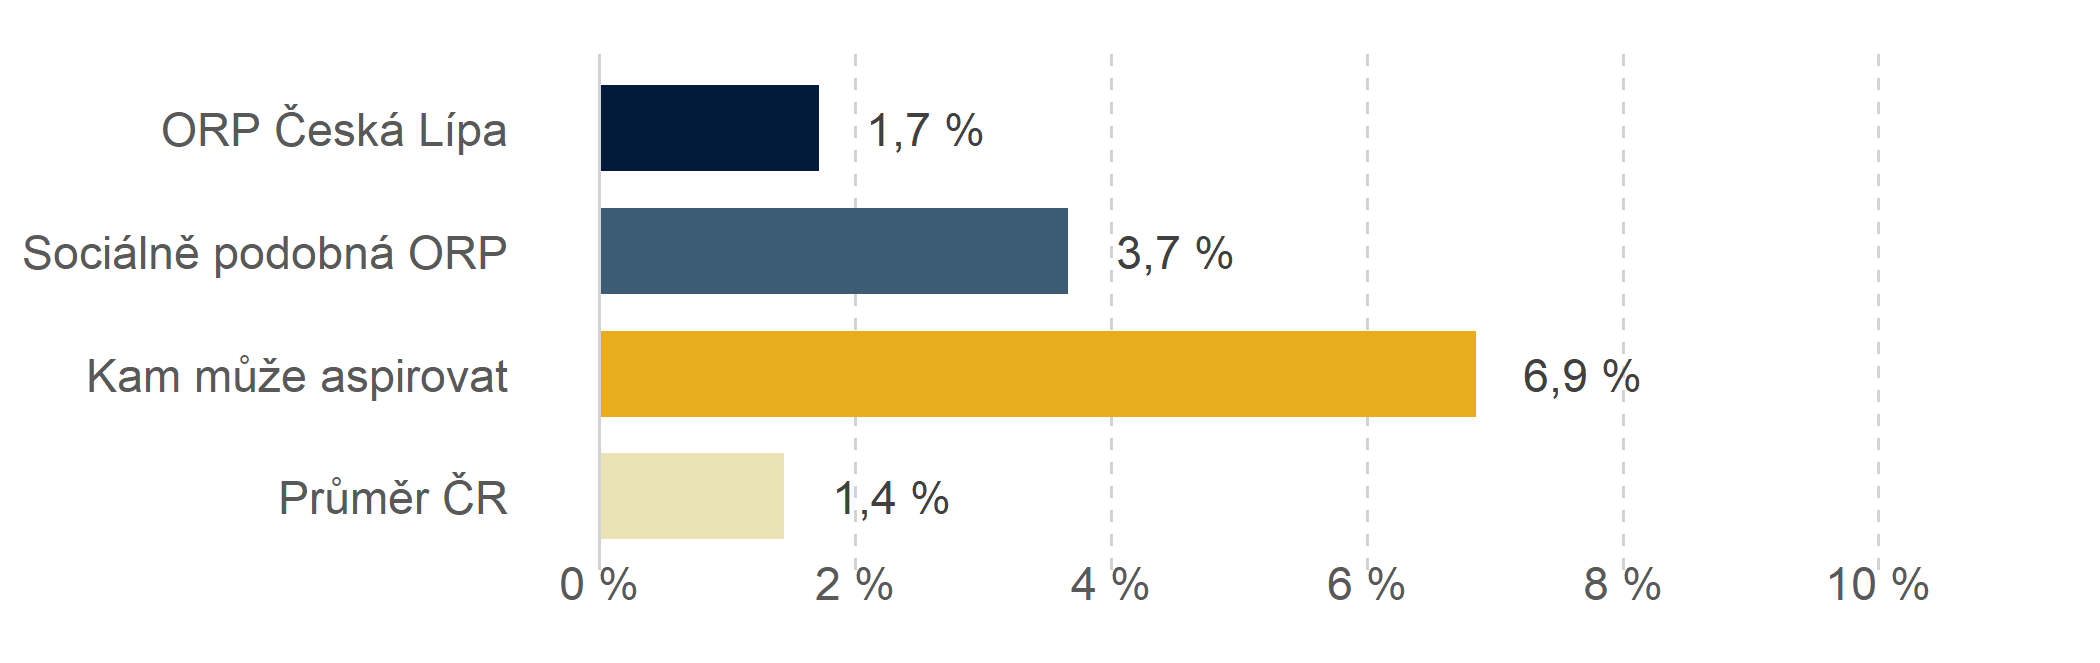 ORP Česká Lípa
1,7 %
Sociálně podobná ORP
3,7 %
Kam může aspirovat
6,9 %
Průměr ČR
1,4 %
0 % 2 % 4 % 6 % 8 % 10 %